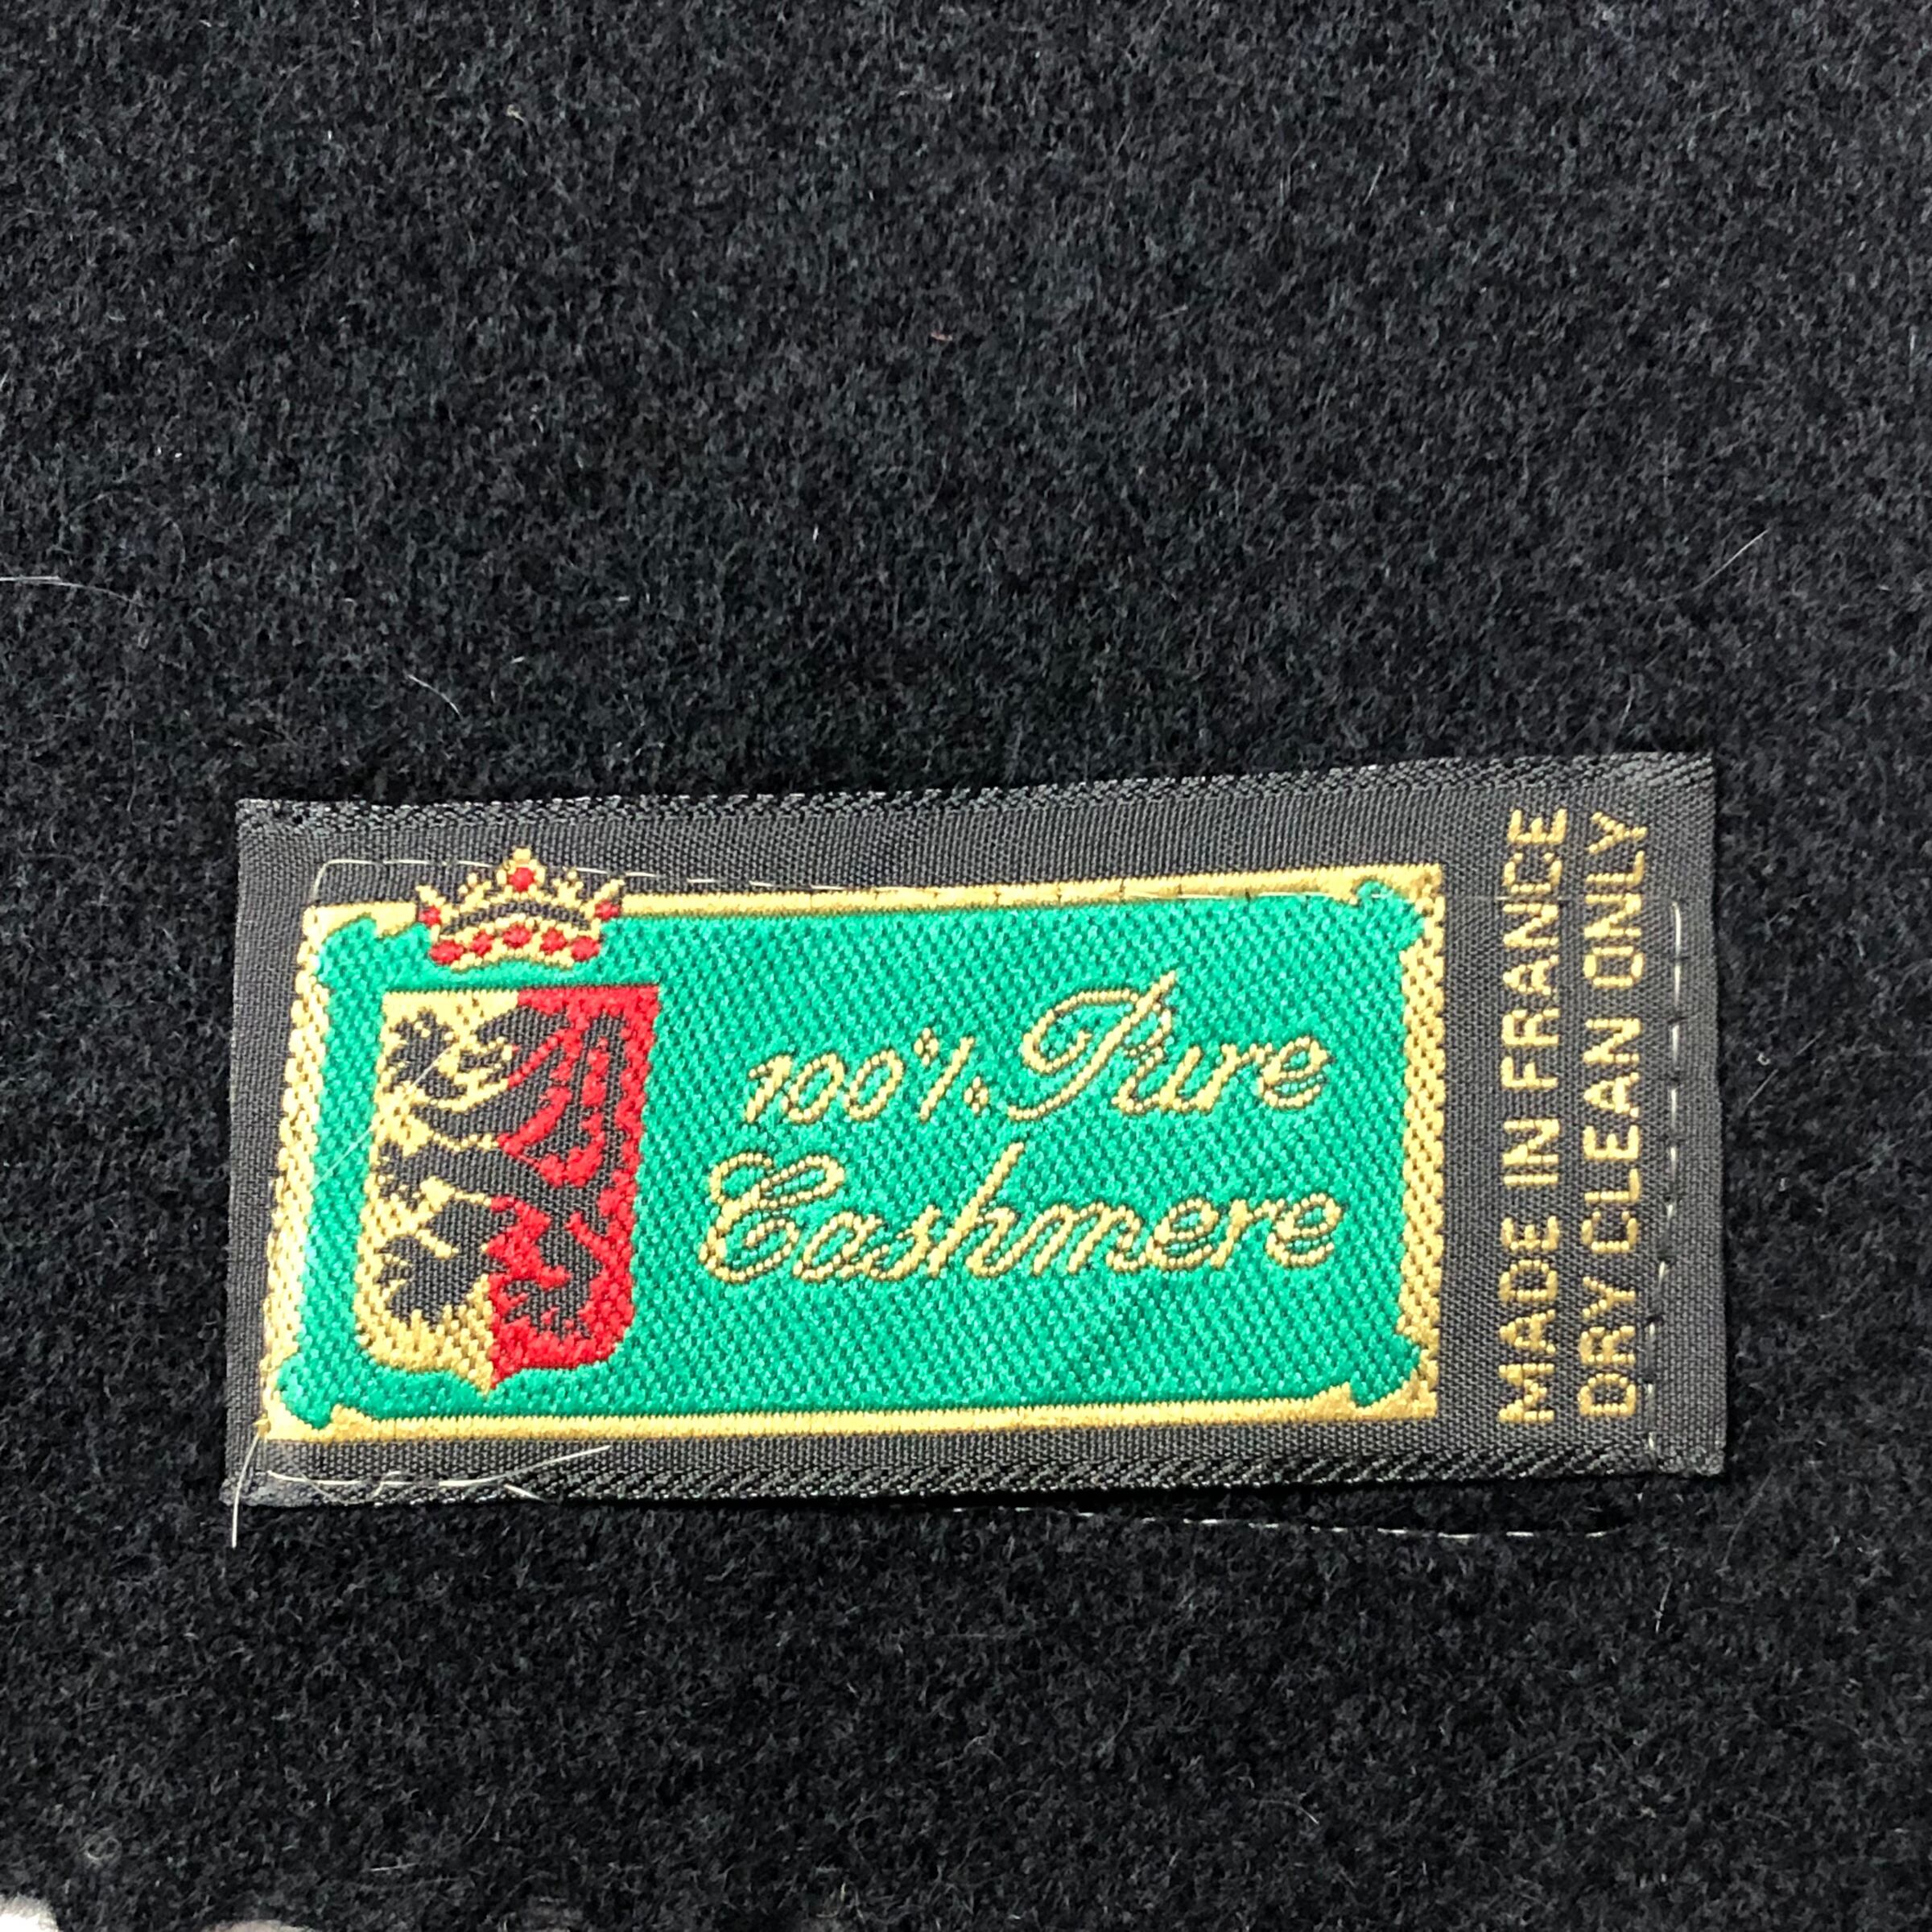 100% Pure
Cashmere
MADE IN FRANCE
DRY CLEAN ONLY